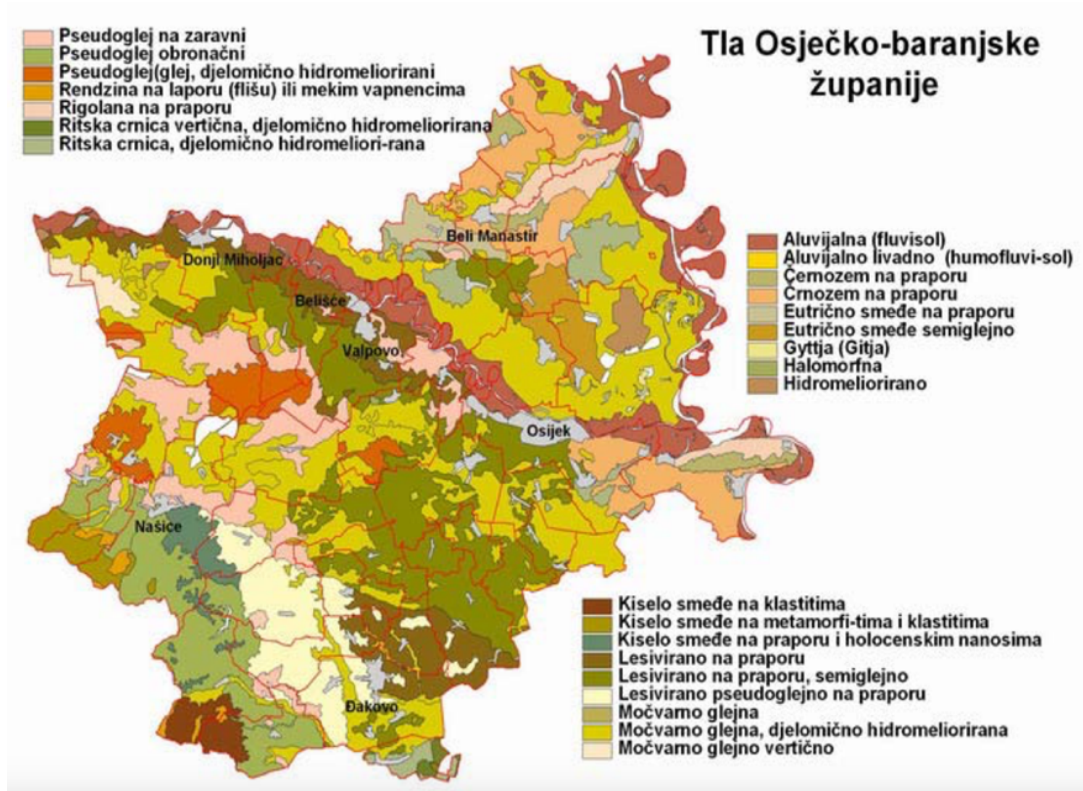 Tla Osječko-baranjske
županije
Pseudoglej na zaravni
Pseudoglej obronačni
Pseudoglej(glej, djelomično hidromeliorirani
Rendzina na laporu (flišu) ili mekim vapnencima
Rigolana na praporu
Ritska crnica vertična, djelomično hidromeliorirana
Ritska crnica, djelomično hidromeliori-rana
Beli Manastir
Donji Miholjac
Belišće
Valpovo
Osijek
Našice
Đakovo
Aluvijalna (fluvisol)
Aluvijalno livadno (humofluvi-sol)
Černozem na praporu
Črnozem na praporu
Eutrično smeđe na praporu
Eutrično smeđe semiglejno
Gyttja (Gitja)
Halomorfna
Hidromeliorirano
Kiselo smeđe na klastitima
Kiselo smeđe na metamorfi-tima i klastitima
Kiselo smeđe na praporu i holocenskim nanosima
Lesivirano na praporu
Lesivirano na praporu, semiglejno
Lesivirano pseudoglejno na praporu
Močvarno glejna
Močvarno glejna, djelomično hidromeliorirana
Močvarno glejno vertično